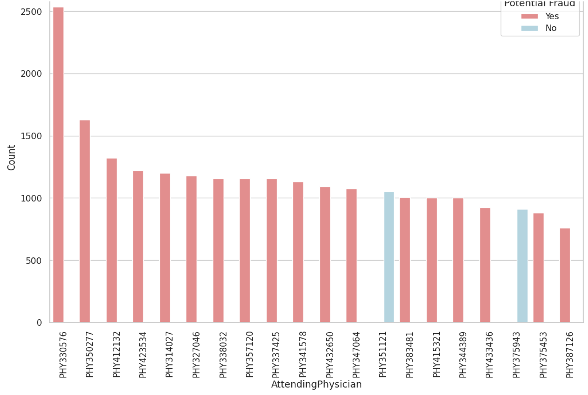 Potential Fraud
Yes
No
2500
2000
1500
1000
500
0
Count
PHY330576
PHY350277
PHY412132
PHY423534
PHY314027
PHY327046
PHY338032
PHY357120
PHY337425
PHY341578
PHY432650
PHY347064
PHY351121
PHY383481
PHY415321
PHY344389
PHY433436
PHY375943
PHY375453
PHY387126
AttendingPhysician